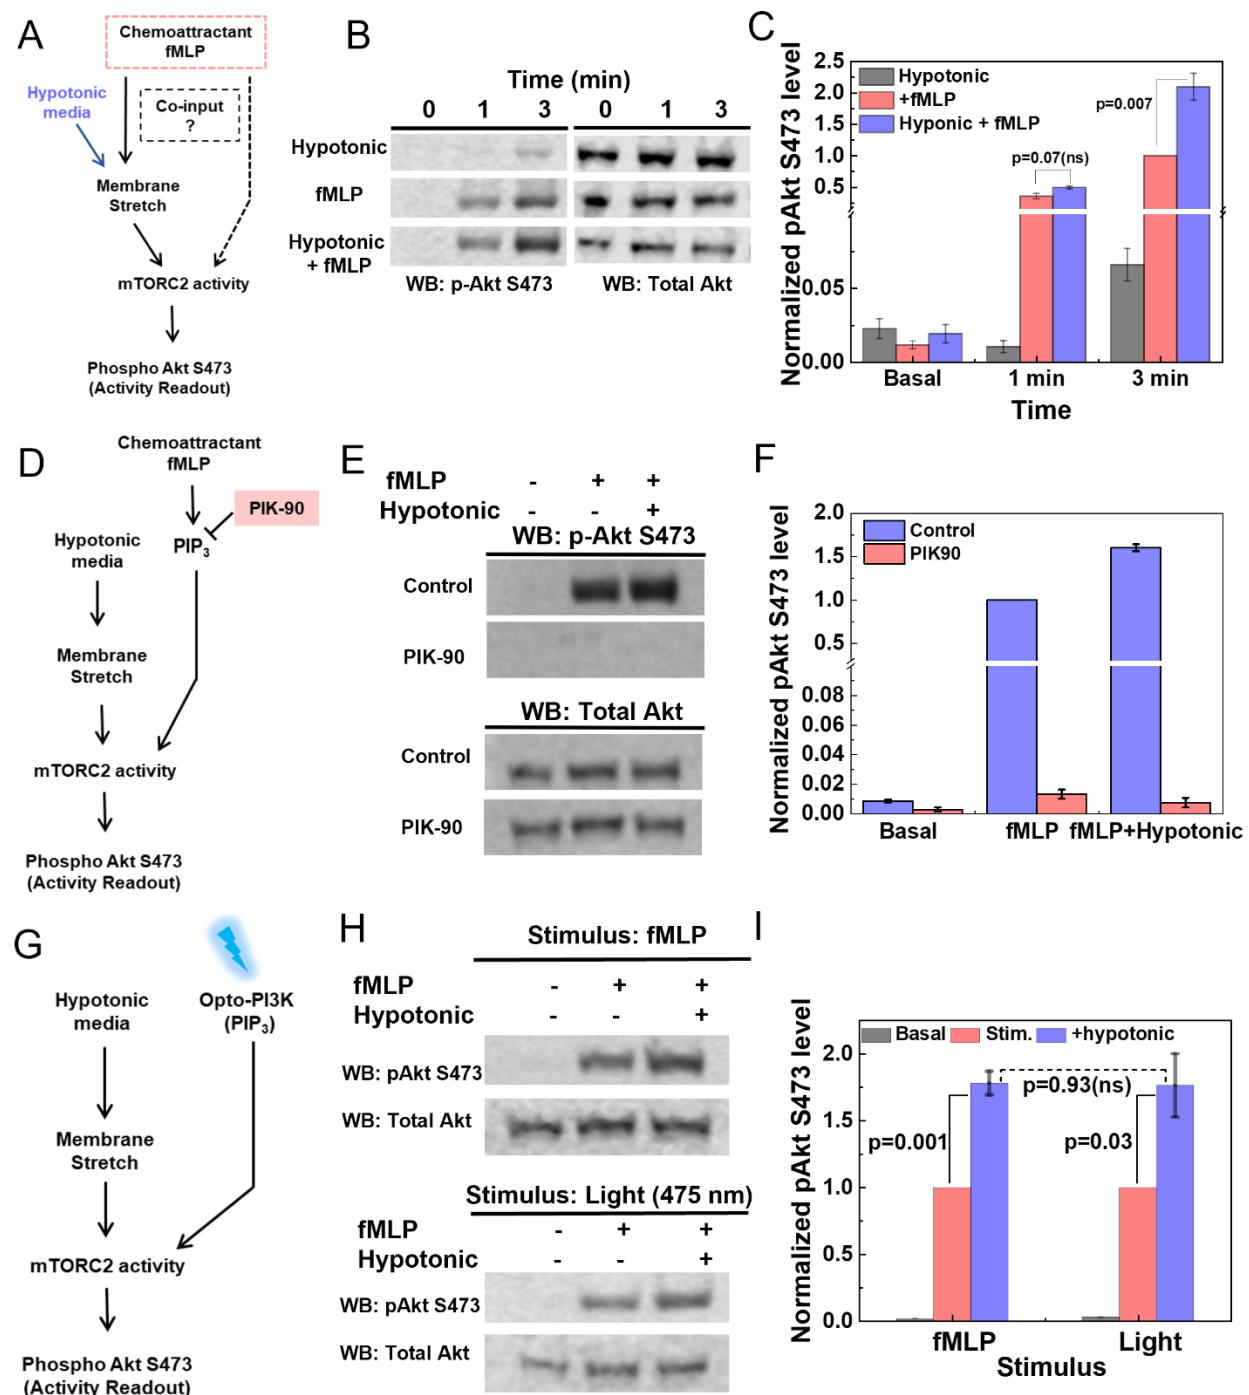 A
Chemoattractant
fMLP
Hypotonic
media
Co-input
?
Membrane
Stretch
mTORC2 activity
Phospho Akt S473
(Activity Readout)
B
Time (min)
0 1 3 0 1 3
Hypotonic
fMLP
Hypotonic
+ fMLP
WB: p-Akt S473 WB: Total Akt
C
Normalized pAkt S473 level
2.5
2.0
1.5
1.0
0.5
0.05
0.00
Hypotonic
+fMLP
Hyponic + fMLP
p=0.07(ns)
p=0.007
Basal 1 min 3 min
Time
D
Chemoattractant
fMLP
PIK-90
PIP3
Hypotonic
media
Membrane
Stretch
mTORC2 activity
Phospho Akt S473
(Activity Readout)
E
fMLP - + +
Hypotonic - - +
WB: p-Akt S473
Control
PIK-90
WB: Total Akt
Control
PIK-90
F
Normalized pAkt S473 level
2.0
1.5
1.0
0.5
0.08
0.06
0.04
0.02
0.00
Control
PIK90
Basal fMLP fMLP+Hypotonic
G
Hypotonic
media
Opto-PI3K
(PIP3)
Membrane
Stretch
mTORC2 activity
Phospho Akt S473
(Activity Readout)
H
Stimulus: fMLP
fMLP - + +
Hypotonic - - +
WB: pAkt S473
WB: Total Akt
Stimulus: Light (475 nm)
fMLP - + +
Hypotonic - - +
WB: pAkt S473
WB: Total Akt
I
Normalized pAkt S473 level
2.0
1.5
1.0
0.5
0.0
Basal Stim. +hypotonic
p=0.93(ns)
p=0.001
p=0.03
fMLP Light
Stimulus